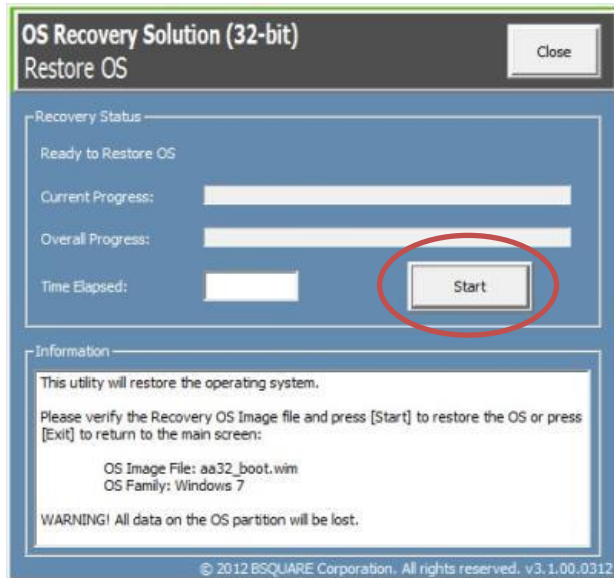 OS Recovery Solution (32-bit)
Restore OS
Close
Recovery Status
Ready to Restore OS
Current Progress:
Overall Progress:
Time Elapsed:
Start
Information
This utility will restore the operating system.
Please verify the Recovery OS Image file and press [Start] to restore the OS or press
[Exit] to return to the main screen:
OS Image File: aa32_boot.wim
OS Family: Windows 7
WARNING! All data on the OS partition will be lost.
© 2012 BSQUARE Corporation. All rights reserved. v3.1.00.0312